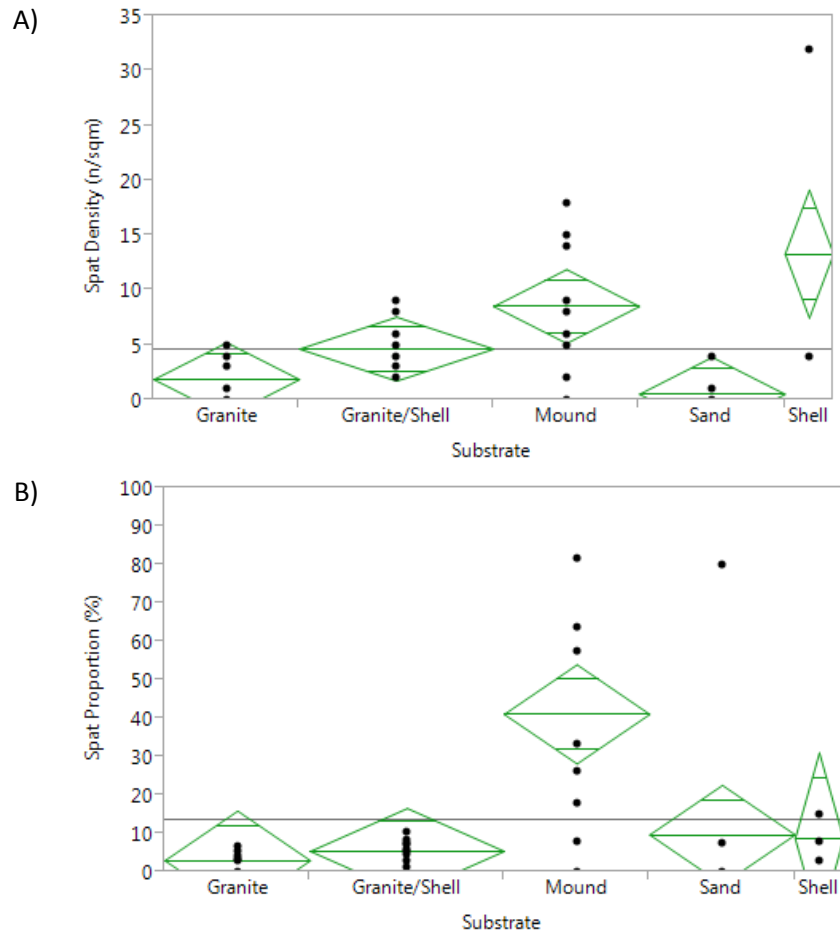 A)
Spat Density (n/sqm)
35
30
25
20
15
10
5
0
Granite Granite/Shell Mound Sand Shell
Substrate
B)
Spat Proportion (%)
100
90
80
70
60
50
40
30
20
10
0
Granite Granite/Shell Mound Sand Shell
Substrate